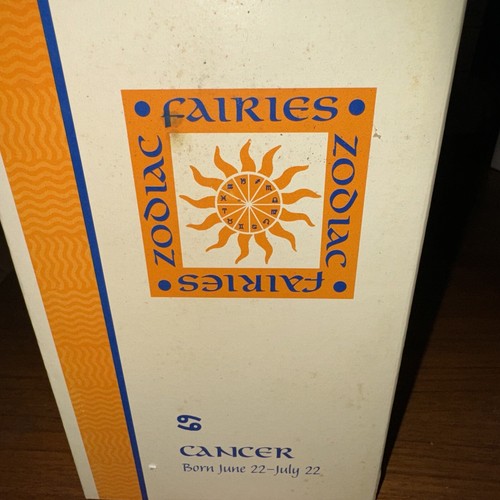 • FAIRIES •
ZODIAC
ZODIAC
• FAIRIES •
♋
CANCER
Born June 22–July 22